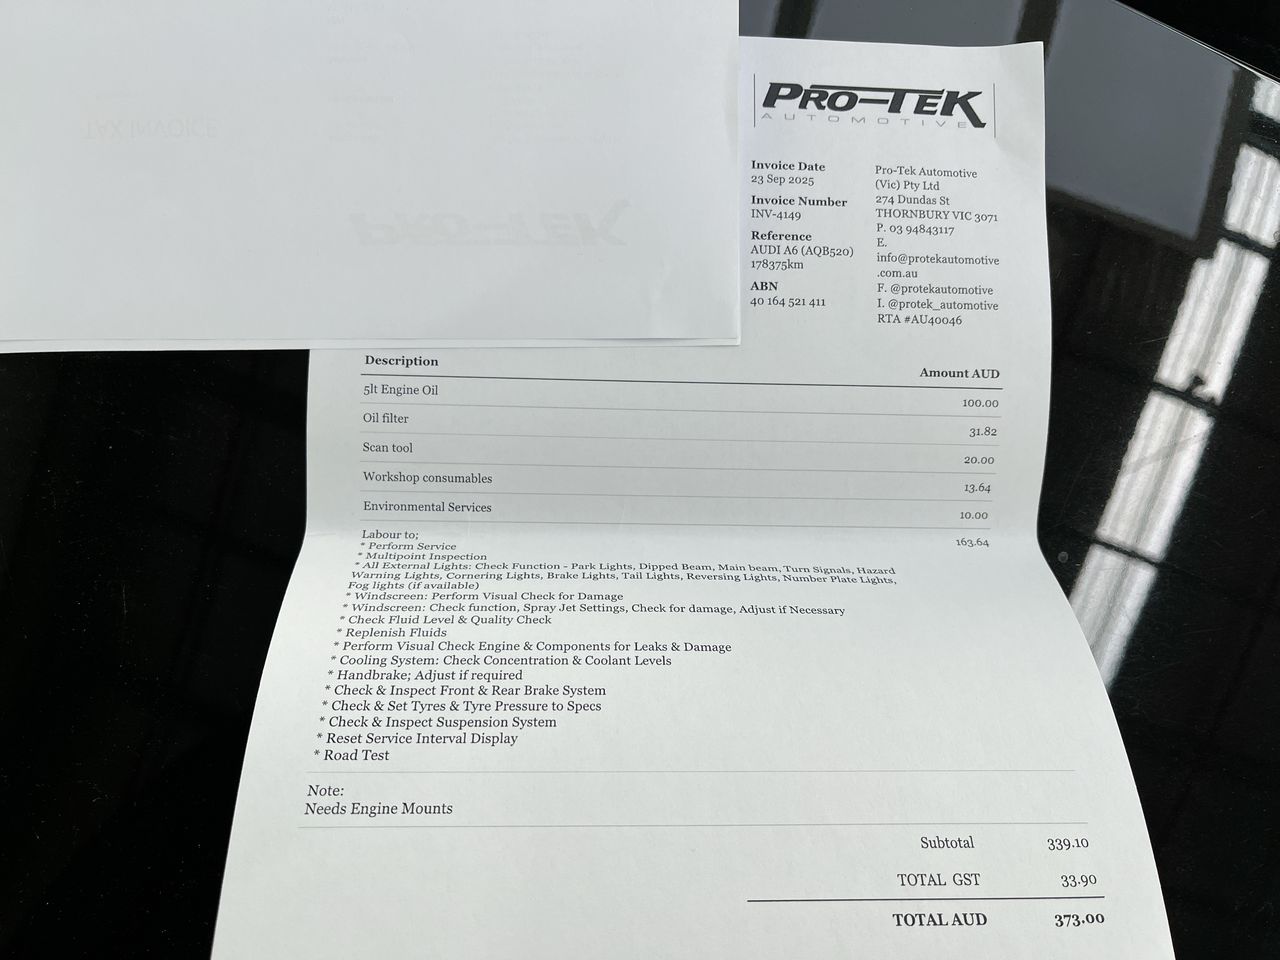 TAX INVOICE
PRO-TEK
PRO-TEK
AUTOMOTIVE
Invoice Date
23 Sep 2025
Invoice Number
INV-4149
Reference
AUDI A6 (AQB520)
178375km
ABN
40 164 521 411
Pro-Tek Automotive
(Vic) Pty Ltd
274 Dundas St
THORNBURY VIC 3071
P. 03 94843117
E.
info@protekautomotive
.com.au
F. @protekautomotive
I. @protek_automotive
RTA #AU40046
Description Amount AUD
5lt Engine Oil 100.00
Oil filter 31.82
Scan tool 20.00
Workshop consumables 13.64
Environmental Services 10.00
Labour to; 163.64
* Perform Service
* Multipoint Inspection
* All External Lights: Check Function - Park Lights, Dipped Beam, Main beam, Turn Signals, Hazard
Warning Lights, Cornering Lights, Brake Lights, Tail Lights, Reversing Lights, Number Plate Lights,
Fog lights (if available)
* Windscreen: Perform Visual Check for Damage
* Windscreen: Check function, Spray Jet Settings, Check for damage, Adjust if Necessary
* Check Fluid Level & Quality Check
* Replenish Fluids
* Perform Visual Check Engine & Components for Leaks & Damage
* Cooling System: Check Concentration & Coolant Levels
* Handbrake; Adjust if required
* Check & Inspect Front & Rear Brake System
* Check & Set Tyres & Tyre Pressure to Specs
* Check & Inspect Suspension System
* Reset Service Interval Display
* Road Test
Note:
Needs Engine Mounts
Subtotal 339.10
TOTAL GST 33.90
TOTAL AUD 373.00